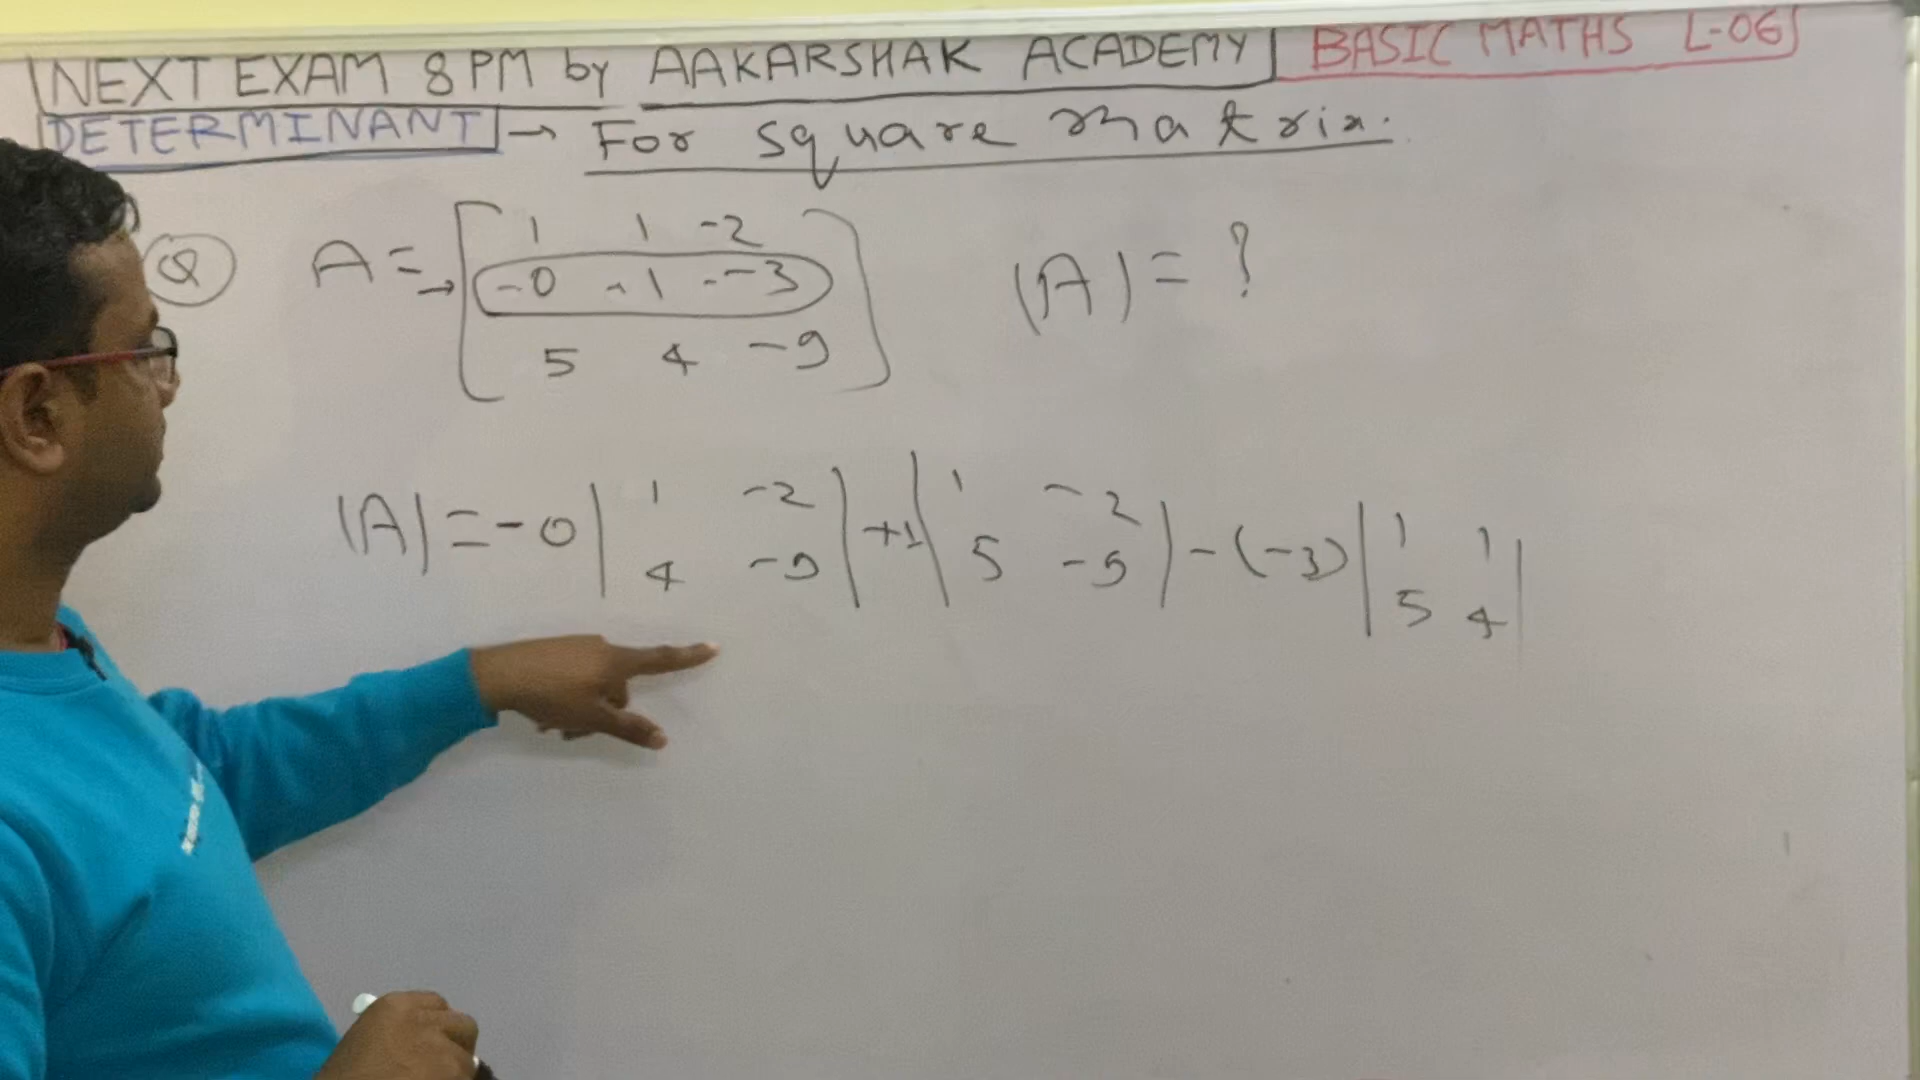 NEXT EXAM 8 PM by AAKARSHAK ACADEMY BASIC MATHS L-06
DETERMINANT → For square matrix.
Q A = → [ 1 1 -2 |A| = ?
-0 +1 --3
5 4 -9 ]
|A| = -0 | 1 -2 | +1 | 1 -2 | -(-3) | 1 1 |
4 -9 5 -9 5 4